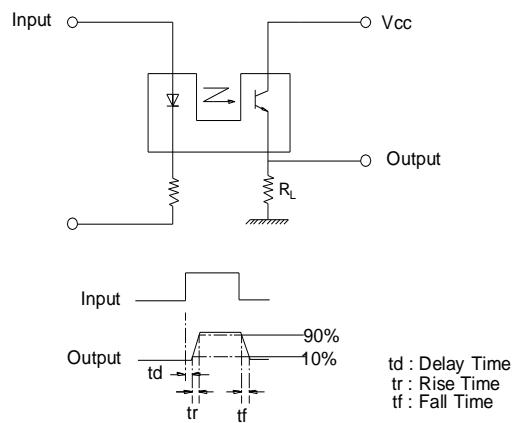 Input
Vcc
Output
RL
Input
Output
90%
10%
td
tr
tf
td : Delay Time
tr : Rise Time
tf : Fall Time